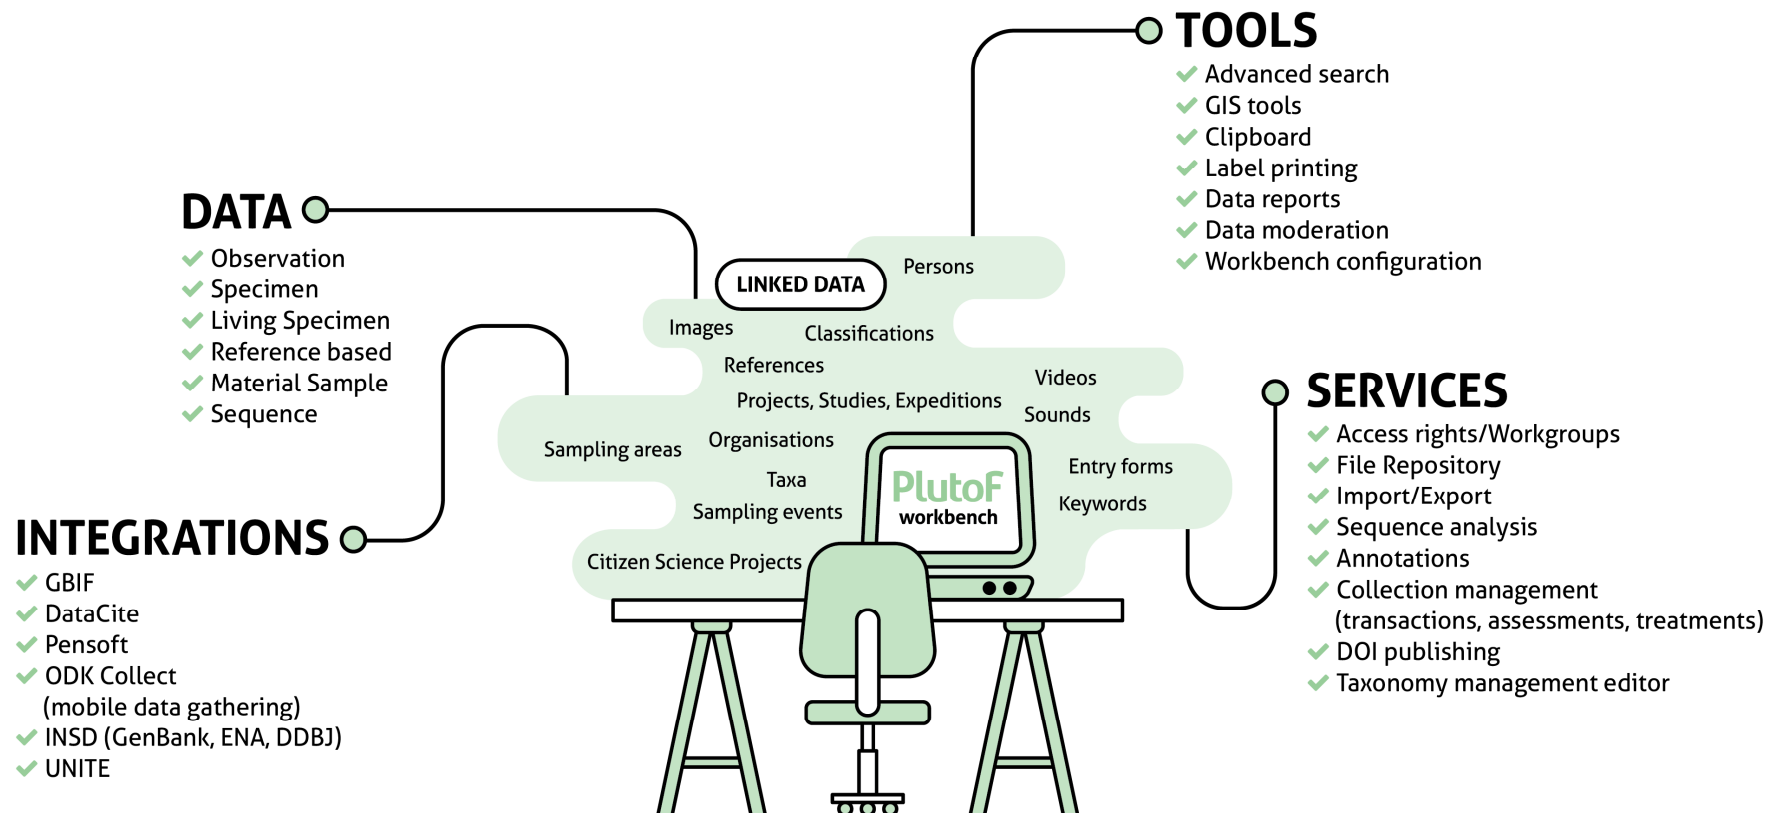 TOOLS
Advanced search
GIS tools
Clipboard
Label printing
Data reports
Data moderation
Workbench configuration
DATA
Observation
Specimen
Living Specimen
Reference based
Material Sample
Sequence
INTEGRATIONS
GBIF
DataCite
Pensoft
ODK Collect
(mobile data gathering)
INSD (GenBank, ENA, DDBJ)
UNITE
LINKED DATA
Persons
Images
Classifications
References
Videos
Projects, Studies, Expeditions
Sounds
Organisations
Sampling areas
Entry forms
Taxa
Keywords
Sampling events
Citizen Science Projects
PlutoF
workbench
SERVICES
Access rights/Workgroups
File Repository
Import/Export
Sequence analysis
Annotations
Collection management
(transactions, assessments, treatments)
DOI publishing
Taxonomy management editor